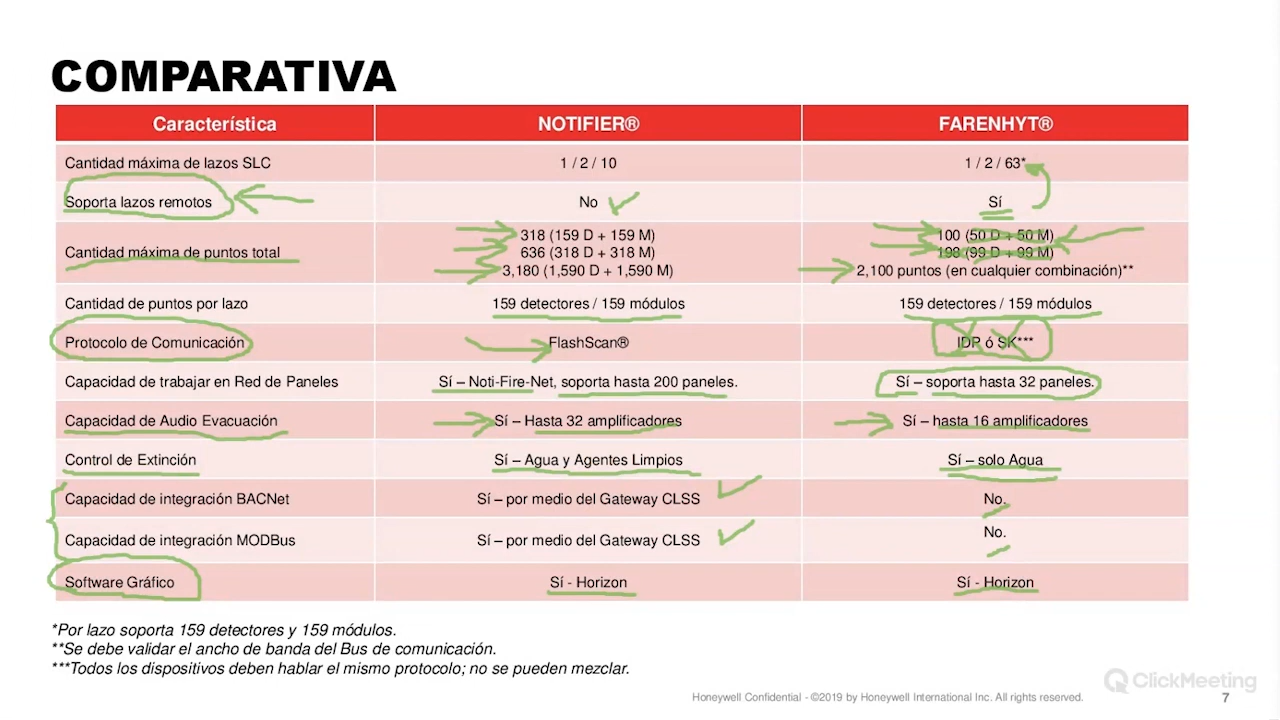 COMPARATIVA
Característica NOTIFIER® FARENHYT®
Cantidad máxima de lazos SLC 1 / 2 / 10 1 / 2 / 63*
Soporta lazos remotos No Sí
Cantidad máxima de puntos total
318 (159 D + 159 M)
636 (318 D + 318 M)
3,180 (1,590 D + 1,590 M)
100 (50 D + 50 M)
198 (99 D + 99 M)
2,100 puntos (en cualquier combinación)**
Cantidad de puntos por lazo 159 detectores / 159 módulos 159 detectores / 159 módulos
Protocolo de Comunicación FlashScan® IDP ó SK***
Capacidad de trabajar en Red de Paneles Sí – Noti-Fire-Net, soporta hasta 200 paneles. Sí – soporta hasta 32 paneles.
Capacidad de Audio Evacuación Sí – Hasta 32 amplificadores Sí – hasta 16 amplificadores
Control de Extinción Sí – Agua y Agentes Limpios Sí – solo Agua
Capacidad de integración BACNet Sí – por medio del Gateway CLSS No.
Capacidad de integración MODBus Sí – por medio del Gateway CLSS No.
Software Gráfico Sí - Horizon Sí - Horizon
*Por lazo soporta 159 detectores y 159 módulos.
**Se debe validar el ancho de banda del Bus de comunicación.
***Todos los dispositivos deben hablar el mismo protocolo; no se pueden mezclar.
ClickMeeting
Honeywell Confidential - ©2019 by Honeywell International Inc. All rights reserved. 7